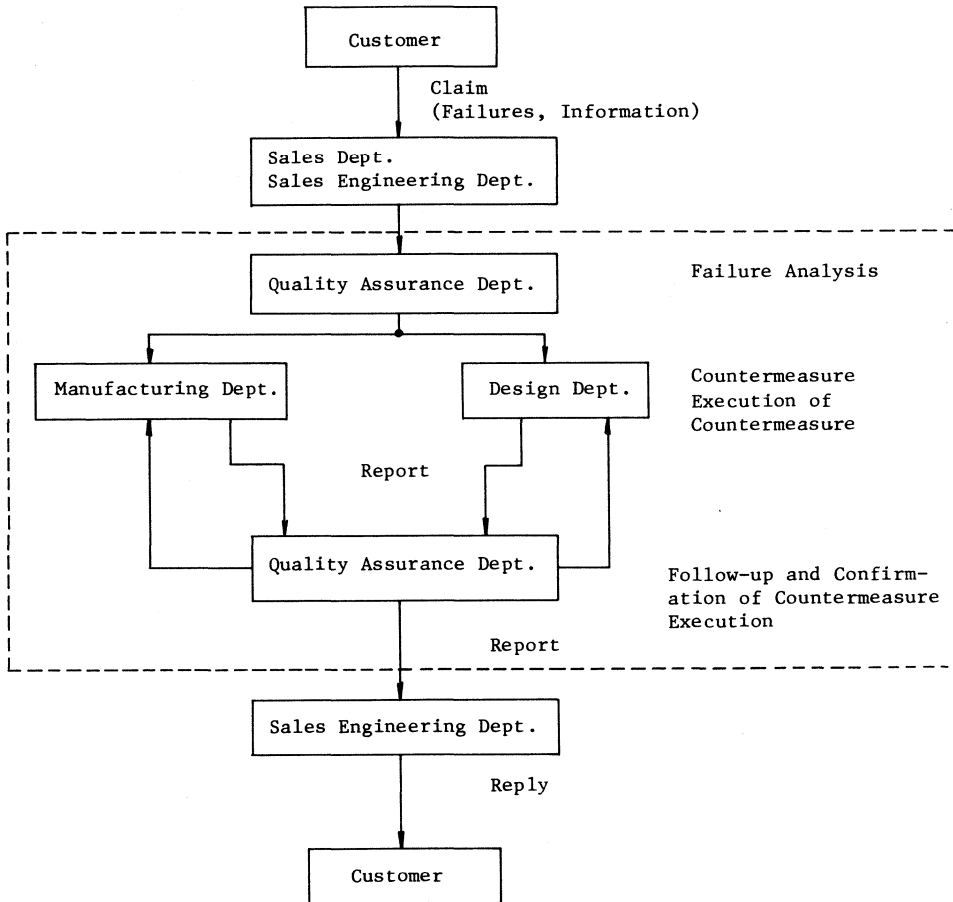 Customer
Claim
(Failures, Information)
Sales Dept.
Sales Engineering Dept.
Quality Assurance Dept.
Failure Analysis
Manufacturing Dept.
Design Dept.
Countermeasure
Execution of
Countermeasure
Report
Quality Assurance Dept.
Follow-up and Confirm-
ation of Countermeasure
Execution
Report
Sales Engineering Dept.
Reply
Customer